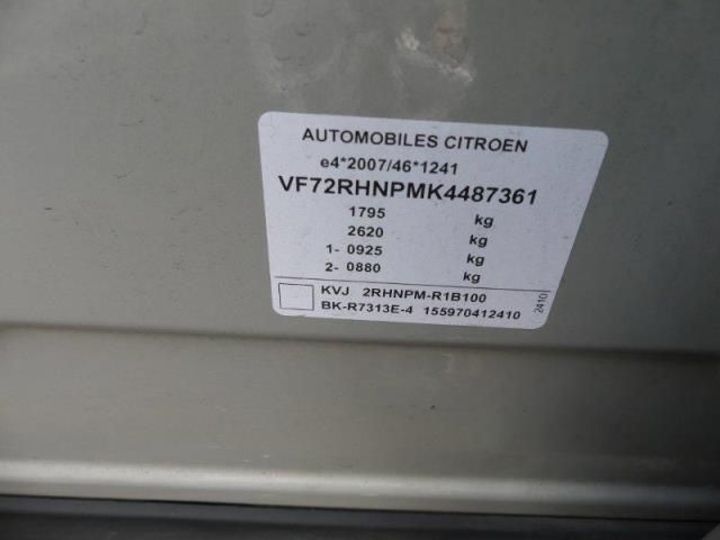 AUTOMOBILES CITROEN
e4*2007/46*1241
VF72RHNPMK4487361
1795 kg
2620 kg
1- 0925 kg
2- 0880 kg
KVJ 2RHNPM-R1B100
BK-R7313E-4 155970412410
2410